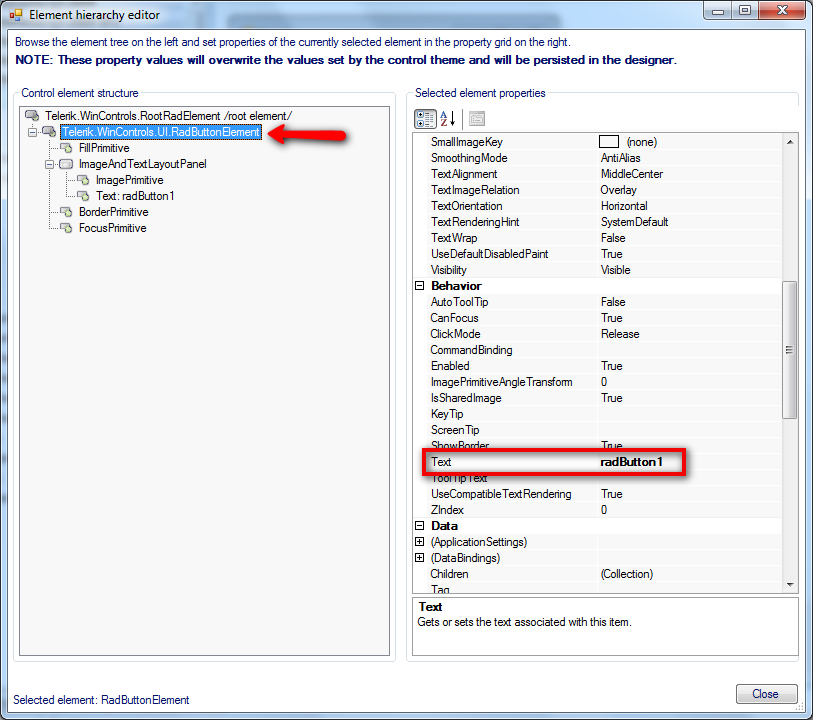 Element hierarchy editor
Browse the element tree on the left and set properties of the currently selected element in the property grid on the right.
NOTE: These property values will overwrite the values set by the control theme and will be persisted in the designer.
Control element structure
Telerik.WinControls.RootRadElement /root element/
Telerik.WinControls.UI.RadButtonElement
FillPrimitive
ImageAndTextLayoutPanel
ImagePrimitive
Text: radButton1
BorderPrimitive
FocusPrimitive
Selected element properties
SmallImageKey (none)
SmoothingMode AntiAlias
TextAlignment MiddleCenter
TextImageRelation Overlay
TextOrientation Horizontal
TextRenderingHint SystemDefault
TextWrap False
UseDefaultDisabledPaint True
Visibility Visible
Behavior
AutoToolTip False
CanFocus True
ClickMode Release
CommandBinding
Enabled True
ImagePrimitiveAngleTransform 0
IsSharedImage True
KeyTip
ScreenTip
ShowBorder True
Text radButton1
ToolTipText
UseCompatibleTextRendering True
ZIndex 0
Data
(ApplicationSettings)
(DataBindings)
Children (Collection)
Tag
Text
Gets or sets the text associated with this item.
Selected element: RadButtonElement
Close